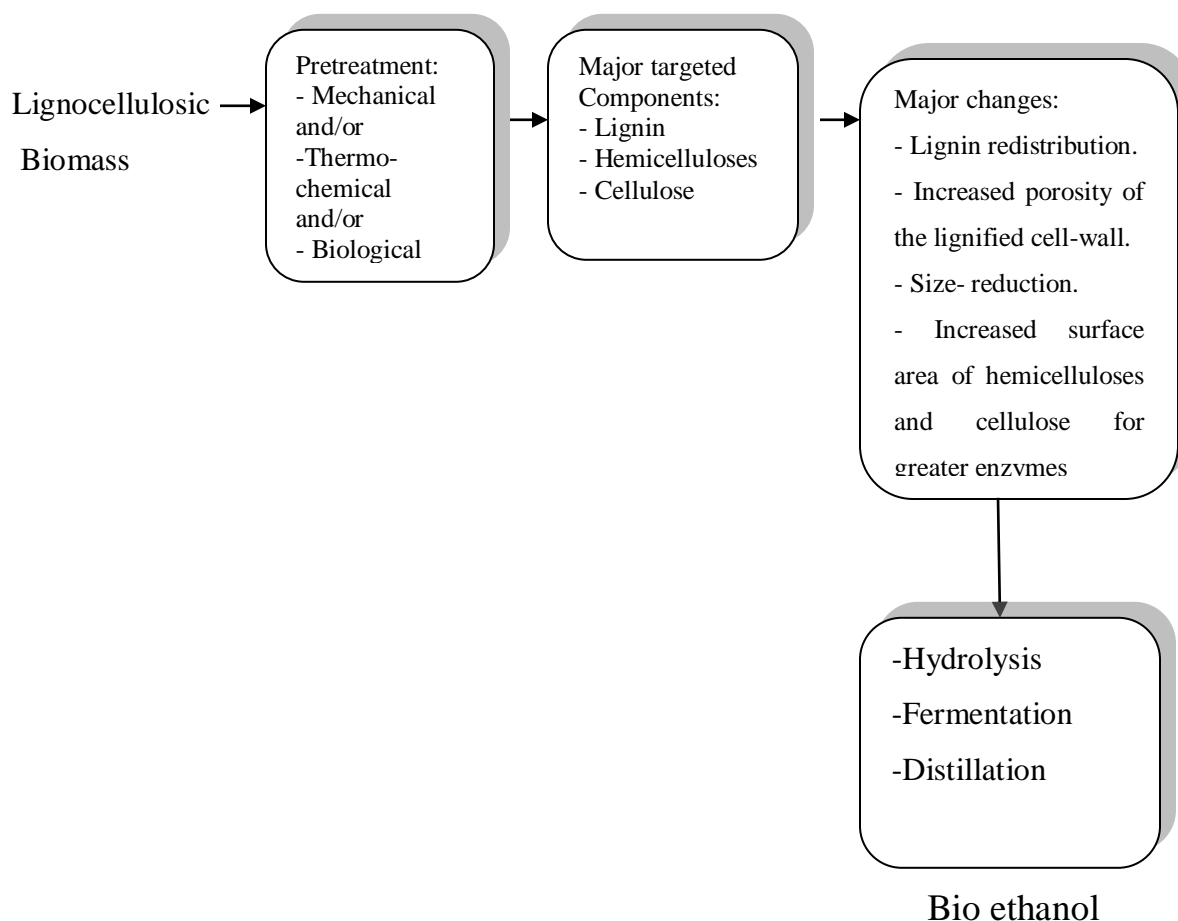 Lignocellulosic
Biomass
Pretreatment:
- Mechanical
and/or
-Thermo-
chemical
and/or
- Biological
Major targeted
Components:
- Lignin
- Hemicelluloses
- Cellulose
Major changes:
- Lignin redistribution.
- Increased porosity of
the lignified cell-wall.
- Size- reduction.
- Increased surface
area of hemicelluloses
and cellulose for
greater enzymes
-Hydrolysis
-Fermentation
-Distillation
Bio ethanol